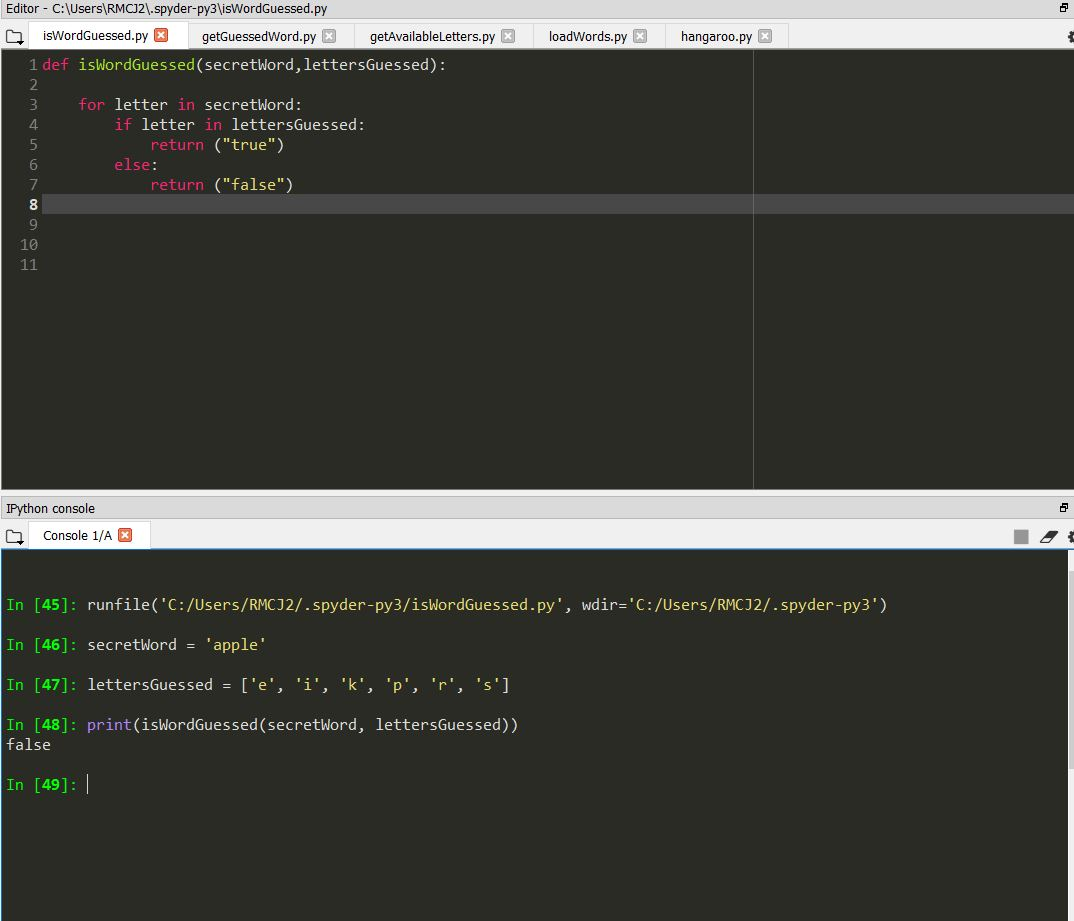 Editor - C:\Users\RMCJ2\.spyder-py3\isWordGuessed.py
isWordGuessed.py getGuessedWord.py getAvailableLetters.py loadWords.py hangaroo.py
1 def isWordGuessed(secretWord,lettersGuessed):
2
3     for letter in secretWord:
4         if letter in lettersGuessed:
5             return ("true")
6         else:
7             return ("false")
8
9
10
11
IPython console
Console 1/A
In [45]: runfile('C:/Users/RMCJ2/.spyder-py3/isWordGuessed.py', wdir='C:/Users/RMCJ2/.spyder-py3')
In [46]: secretWord = 'apple'
In [47]: lettersGuessed = ['e', 'i', 'k', 'p', 'r', 's']
In [48]: print(isWordGuessed(secretWord, lettersGuessed))
false
In [49]: